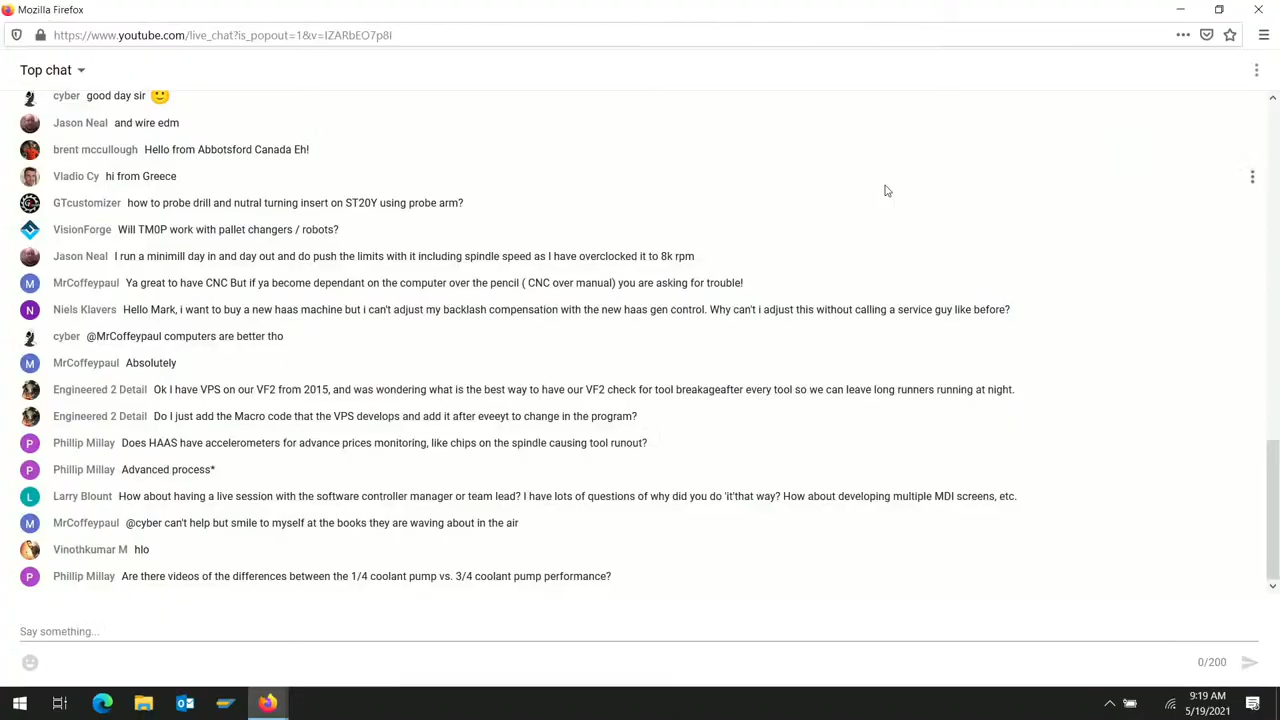 Mozilla Firefox
https://www.youtube.com/live_chat?is_popout=1&v=IZARbEO7p8I
Top chat
cyber good day sir
Jason Neal and wire edm
brent mccullough Hello from Abbotsford Canada Eh!
Vladio Cy hi from Greece
GTcustomizer how to probe drill and nutral turning insert on ST20Y using probe arm?
VisionForge Will TM0P work with pallet changers / robots?
Jason Neal I run a minimill day in and day out and do push the limits with it including spindle speed as I have overclocked it to 8k rpm
M MrCoffeypaul Ya great to have CNC But if ya become dependant on the computer over the pencil ( CNC over manual) you are asking for trouble!
N Niels Klavers Hello Mark, i want to buy a new haas machine but i can't adjust my backlash compensation with the new haas gen control. Why can't i adjust this without calling a service guy like before?
cyber @MrCoffeypaul computers are better tho
M MrCoffeypaul Absolutely
Engineered 2 Detail Ok I have VPS on our VF2 from 2015, and was wondering what is the best way to have our VF2 check for tool breakageafter every tool so we can leave long runners running at night.
Engineered 2 Detail Do I just add the Macro code that the VPS develops and add it after eveeyt to change in the program?
P Phillip Millay Does HAAS have accelerometers for advance prices monitoring, like chips on the spindle causing tool runout?
P Phillip Millay Advanced process*
L Larry Blount How about having a live session with the software controller manager or team lead? I have lots of questions of why did you do 'it'that way? How about developing multiple MDI screens, etc.
M MrCoffeypaul @cyber can't help but smile to myself at the books they are waving about in the air
Vinothkumar M hlo
P Phillip Millay Are there videos of the differences between the 1/4 coolant pump vs. 3/4 coolant pump performance?
Say something...
0/200
9:19 AM
5/19/2021